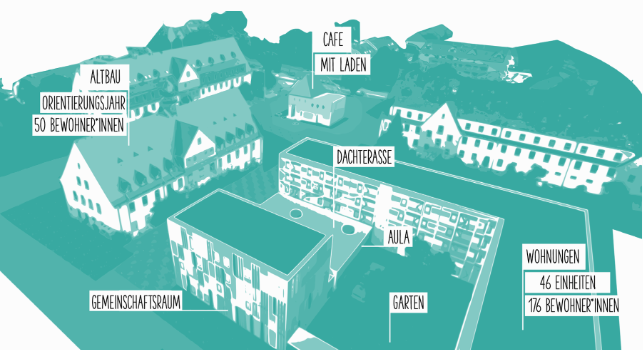 CAFE
MIT LADEN
ALTBAU
ORIENTIERUNGSJAHR
50 BEWOHNER*INNEN
DACHTERASSE
AULA
WOHNUNGEN
46 EINHEITEN
176 BEWOHNER*INNEN
GEMEINSCHAFTSRAUM
GARTEN